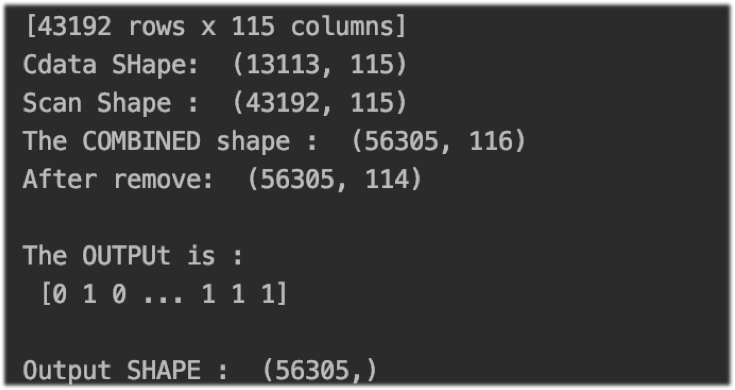 [43192 rows x 115 columns]
Cdata SHape:  (13113, 115)
Scan Shape :  (43192, 115)
The COMBINED shape :  (56305, 116)
After remove:  (56305, 114)
The OUTPUt is :
[0 1 0 ... 1 1 1]
Output SHAPE :  (56305,)